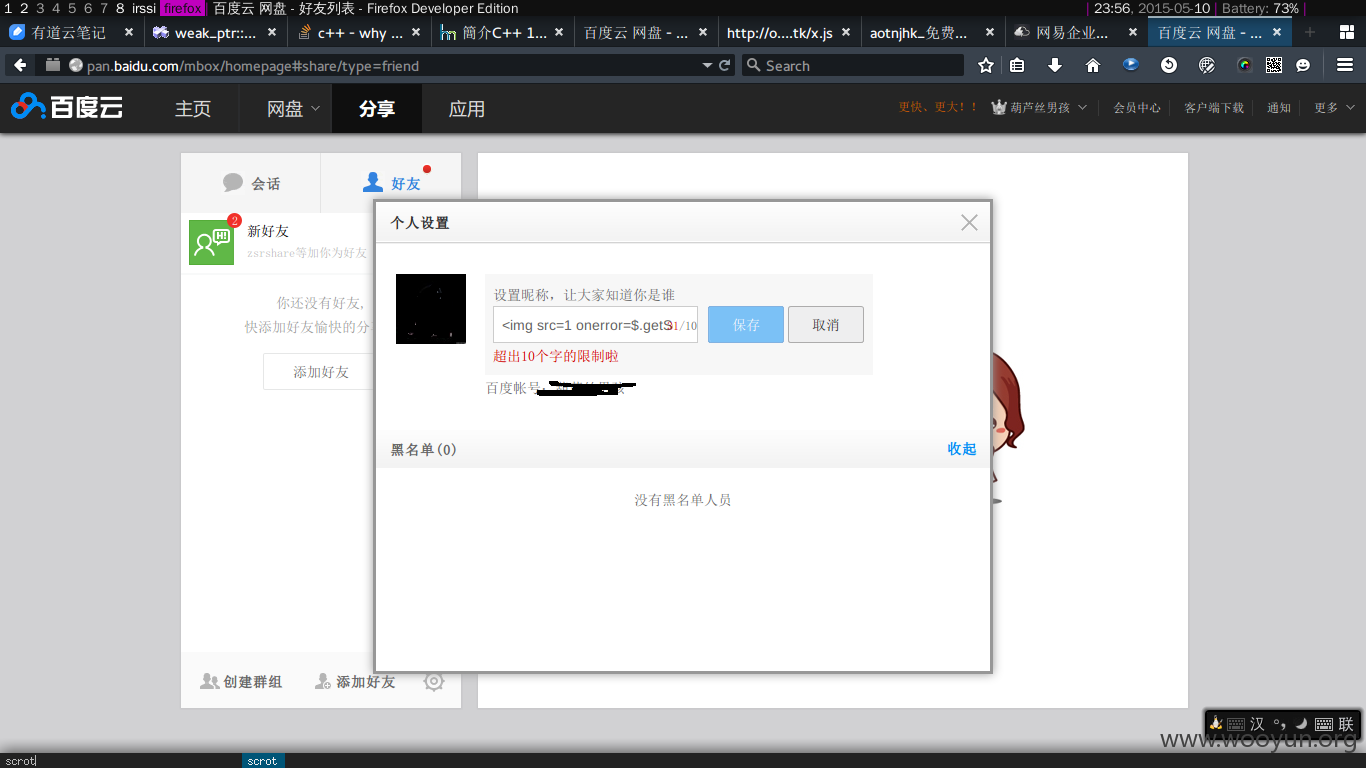 1 2 3 4 5 6 7 8 irssi firefox 百度云 网盘 - 好友列表 - Firefox Developer Edition
23:56, 2015-05-10 | Battery: 73%
有道云笔记 × weak_ptr::... × c++ - why ... × 簡介C++ 1... × 百度云 网盘 - ... × http://o....tk/x.js × aotnjhk_免费... × 网易企业... × 百度云 网盘 - ... ×
pan.baidu.com/mbox/homepage#share/type=friend
Search
百度云 主页 网盘 分享 应用
更快、更大！！ 葫芦丝男孩 会员中心 客户端下载 通知 更多
会话 好友
2
新好友
HI
zsrshare等加你为好友
你还没有好友,
快添加好友愉快的分
添加好友
创建群组 添加好友
个人设置
设置昵称，让大家知道你是谁
<img src=1 onerror=$.getS
31/10
保存 取消
超出10个字的限制啦
百度帐号:
黑名单(0) 收起
没有黑名单人员
汉 °, 联
www.wooyun.org
scrot scrot